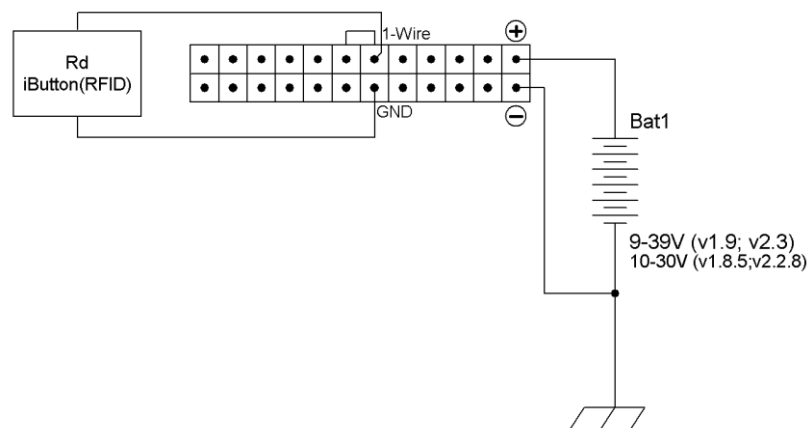 Rd
iButton(RFID)
1-Wire
+
GND
−
Bat1
9-39V (v1.9; v2.3)
10-30V (v1.8.5;v2.2.8)